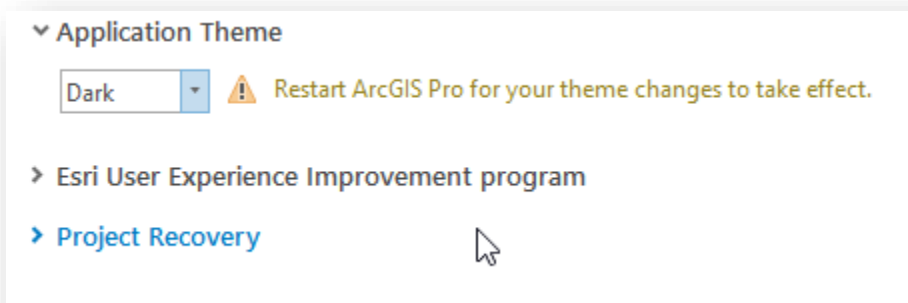 Application Theme
Dark
Restart ArcGIS Pro for your theme changes to take effect.
Esri User Experience Improvement program
Project Recovery